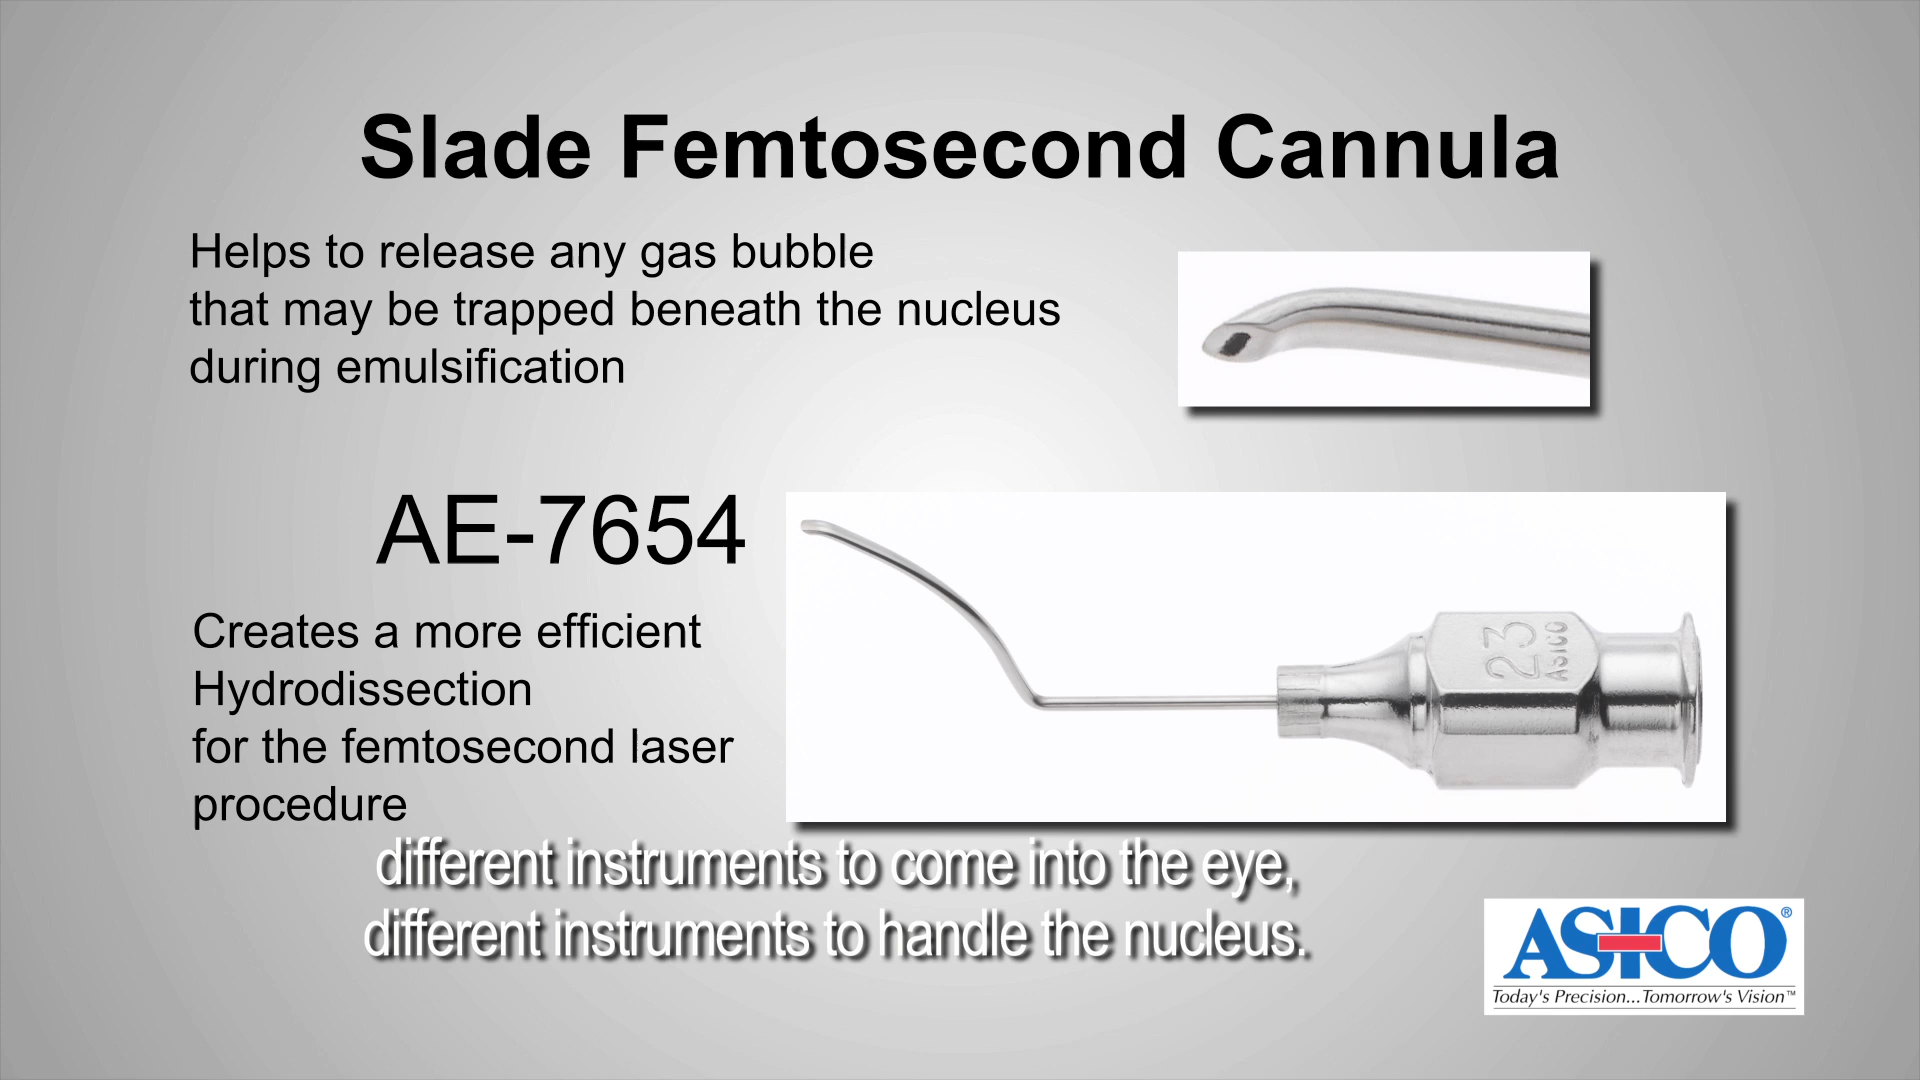 Slade Femtosecond Cannula
Helps to release any gas bubble
that may be trapped beneath the nucleus
during emulsification
AE-7654
Creates a more efficient
Hydrodissection
for the femtosecond laser
procedure
23
ASICO
different instruments to come into the eye,
different instruments to handle the nucleus.
ASICO®
Today's Precision...Tomorrow's Vision™